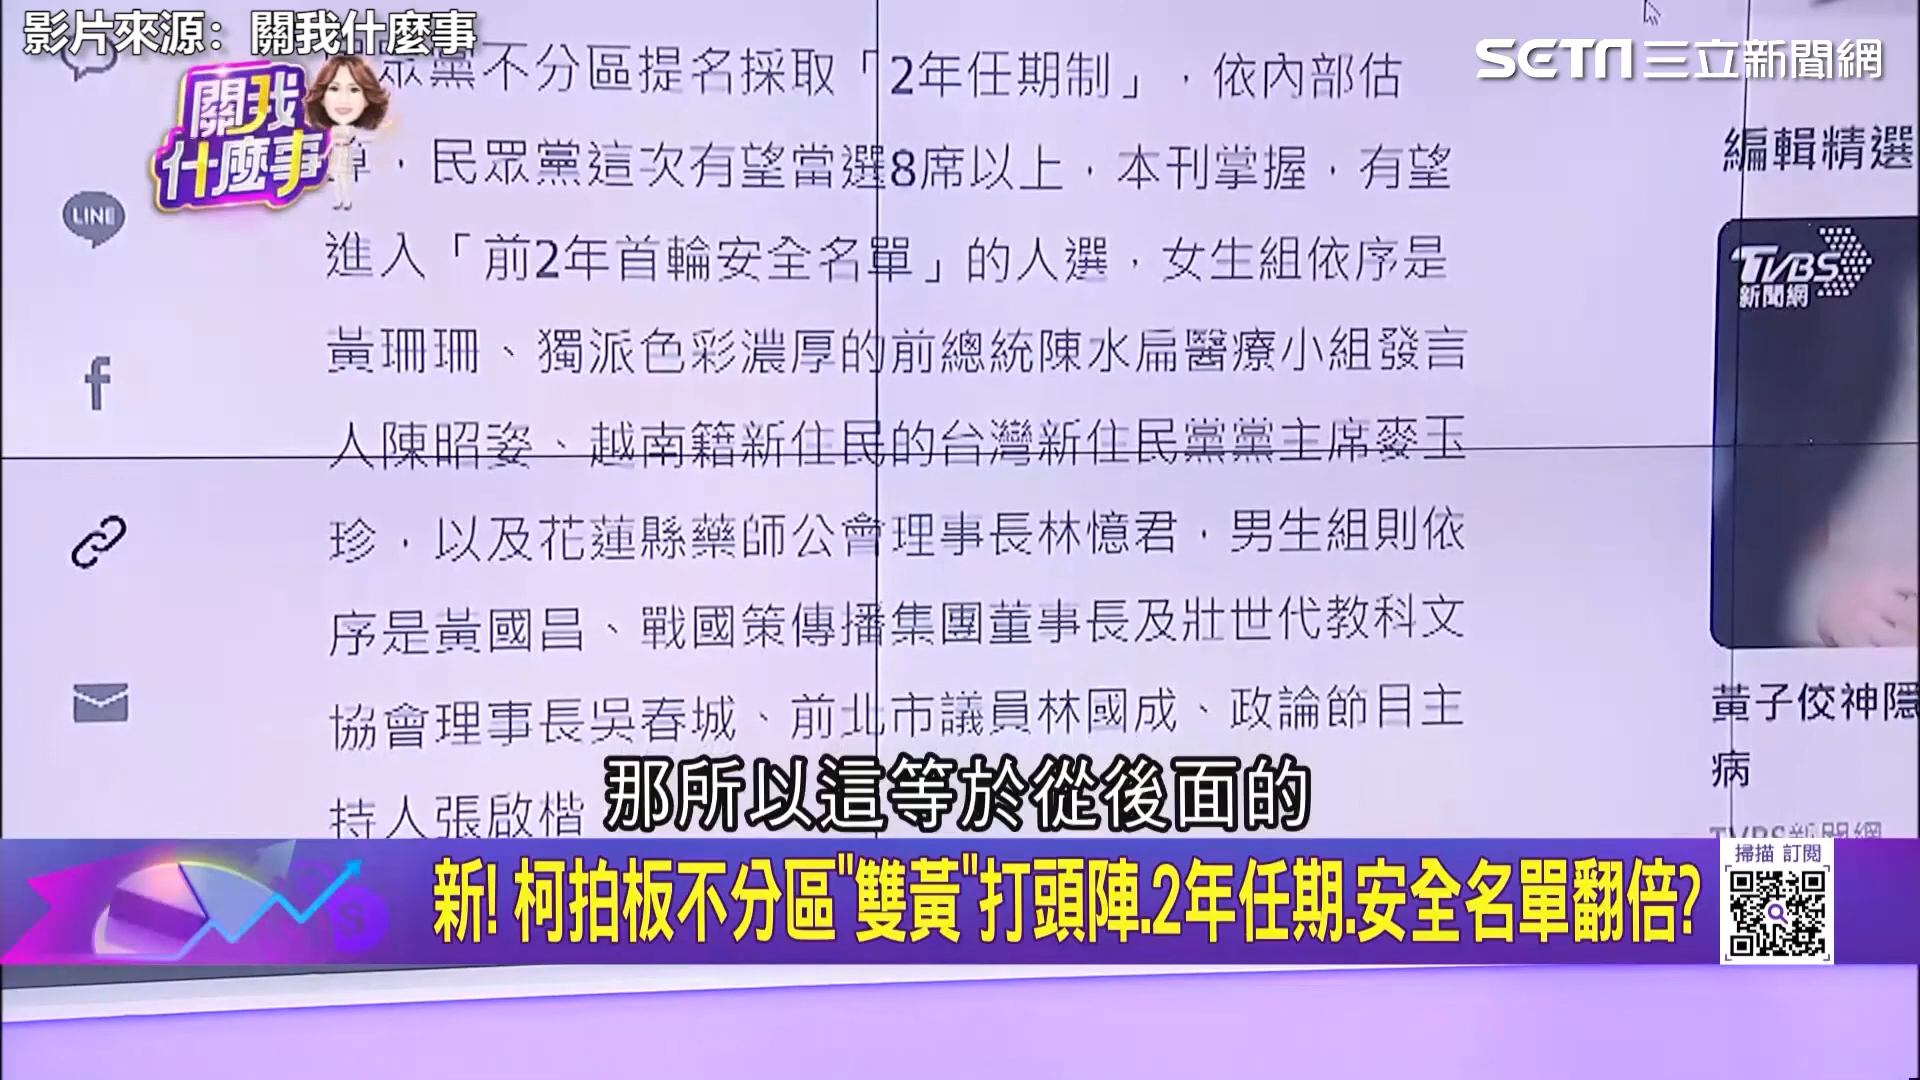 影片來源：關我什麼事
SETN三立新聞網
關我
什麼事
眾黨不分區提名採取「2年任期制」，依內部估
，民眾黨這次有望當選8席以上，本刊掌握，有望
進入「前2年首輪安全名單」的人選，女生組依序是
黃珊珊、獨派色彩濃厚的前總統陳水扁醫療小組發言
人陳昭姿、越南籍新住民的台灣新住民黨黨主席麥玉
珍，以及花蓮縣藥師公會理事長林憶君，男生組則依
序是黃國昌、戰國策傳播集團董事長及壯世代教科文
協會理事長吳春城、前北市議員林國成、政論節目主
持人張啟楷
LINE
編輯精選
TVBS
新聞網
黃子佼神隱
病
TVBS新聞網
那所以這等於從後面的
新!柯拍板不分區"雙黃"打頭陣.2年任期.安全名單翻倍?
掃描 訂閱